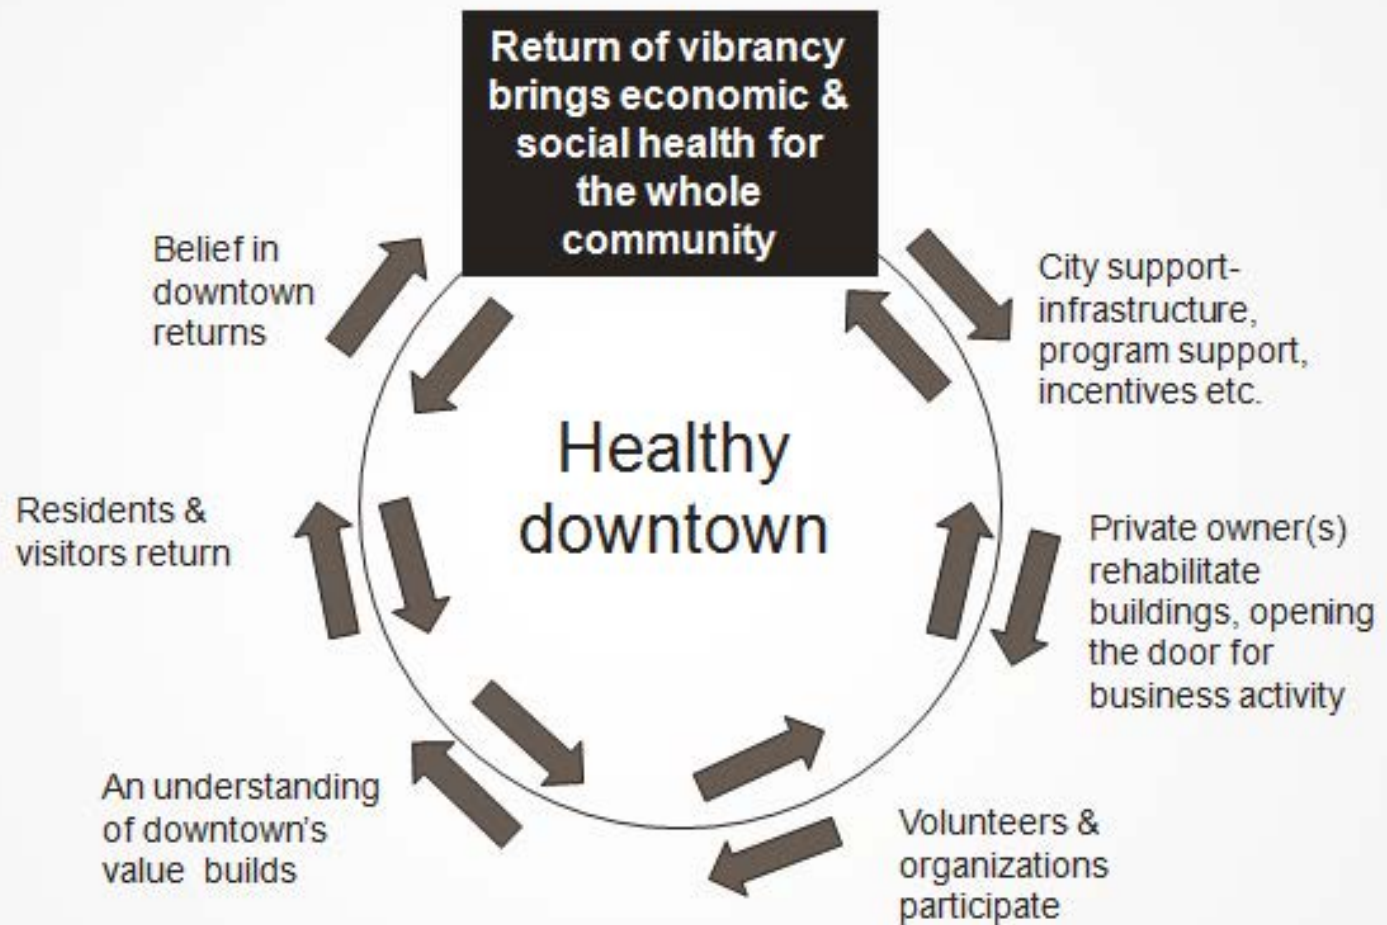 Return of vibrancy
brings economic &
social health for
the whole
community
Belief in
downtown
returns
City support-
infrastructure,
program support,
incentives etc.
Healthy
downtown
Residents &
visitors return
Private owner(s)
rehabilitate
buildings, opening
the door for
business activity
An understanding
of downtown's
value builds
Volunteers &
organizations
participate